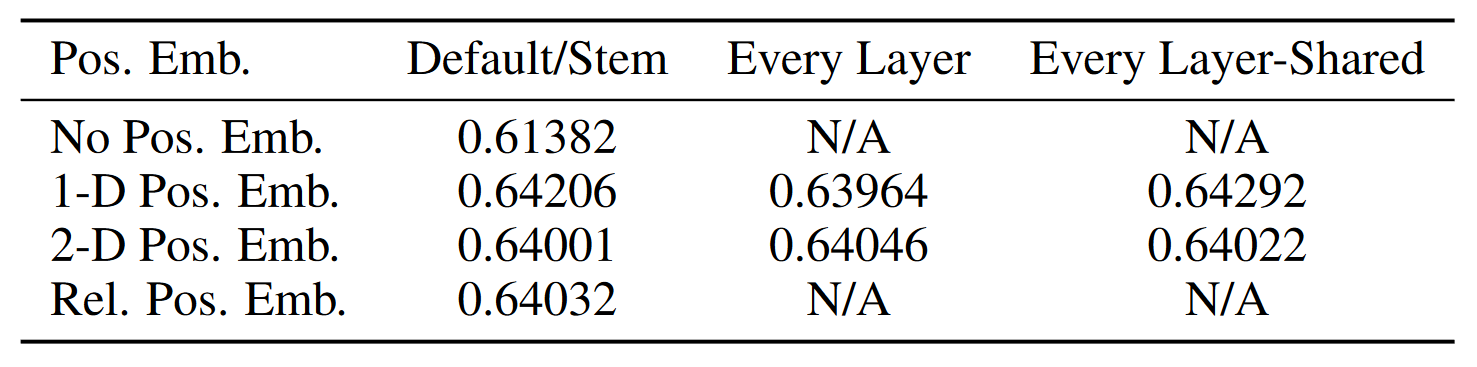 Pos. Emb. Default/Stem Every Layer Every Layer-Shared
No Pos. Emb. 0.61382 N/A N/A
1-D Pos. Emb. 0.64206 0.63964 0.64292
2-D Pos. Emb. 0.64001 0.64046 0.64022
Rel. Pos. Emb. 0.64032 N/A N/A